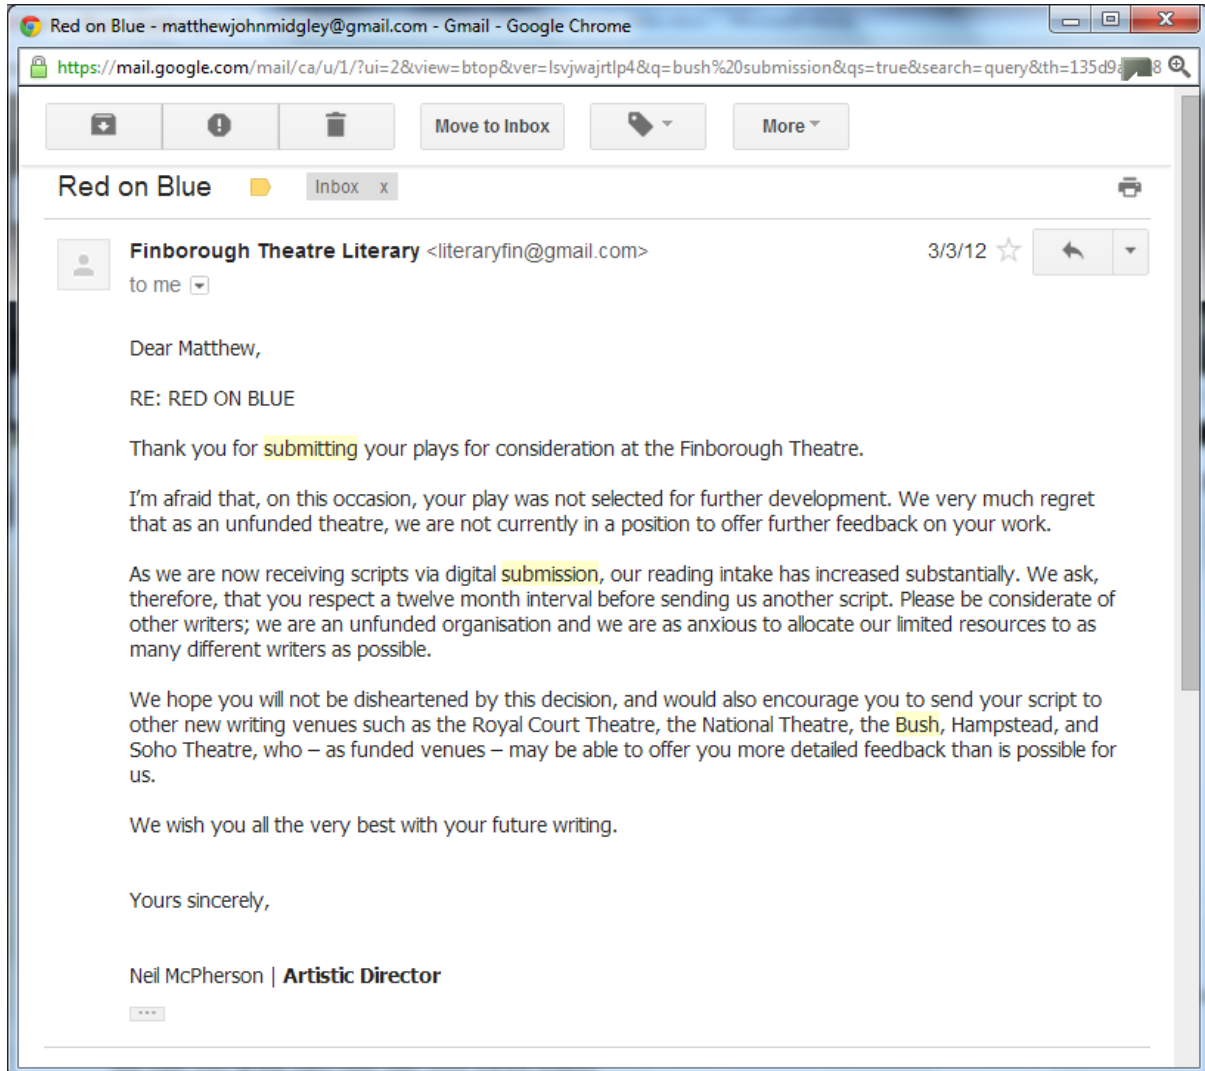 Red on Blue - matthewjohnmidgley@gmail.com - Gmail - Google Chrome
https://mail.google.com/mail/ca/u/1/?ui=2&view=btop&ver=lsvjwajrtlp4&q=bush%20submission&qs=true&search=query&th=135d9
Move to Inbox More
Red on Blue Inbox x
Finborough Theatre Literary <literaryfin@gmail.com> 3/3/12
to me
Dear Matthew,
RE: RED ON BLUE
Thank you for submitting your plays for consideration at the Finborough Theatre.
I'm afraid that, on this occasion, your play was not selected for further development. We very much regret
that as an unfunded theatre, we are not currently in a position to offer further feedback on your work.
As we are now receiving scripts via digital submission, our reading intake has increased substantially. We ask,
therefore, that you respect a twelve month interval before sending us another script. Please be considerate of
other writers; we are an unfunded organisation and we are as anxious to allocate our limited resources to as
many different writers as possible.
We hope you will not be disheartened by this decision, and would also encourage you to send your script to
other new writing venues such as the Royal Court Theatre, the National Theatre, the Bush, Hampstead, and
Soho Theatre, who – as funded venues – may be able to offer you more detailed feedback than is possible for
us.
We wish you all the very best with your future writing.
Yours sincerely,
Neil McPherson | Artistic Director